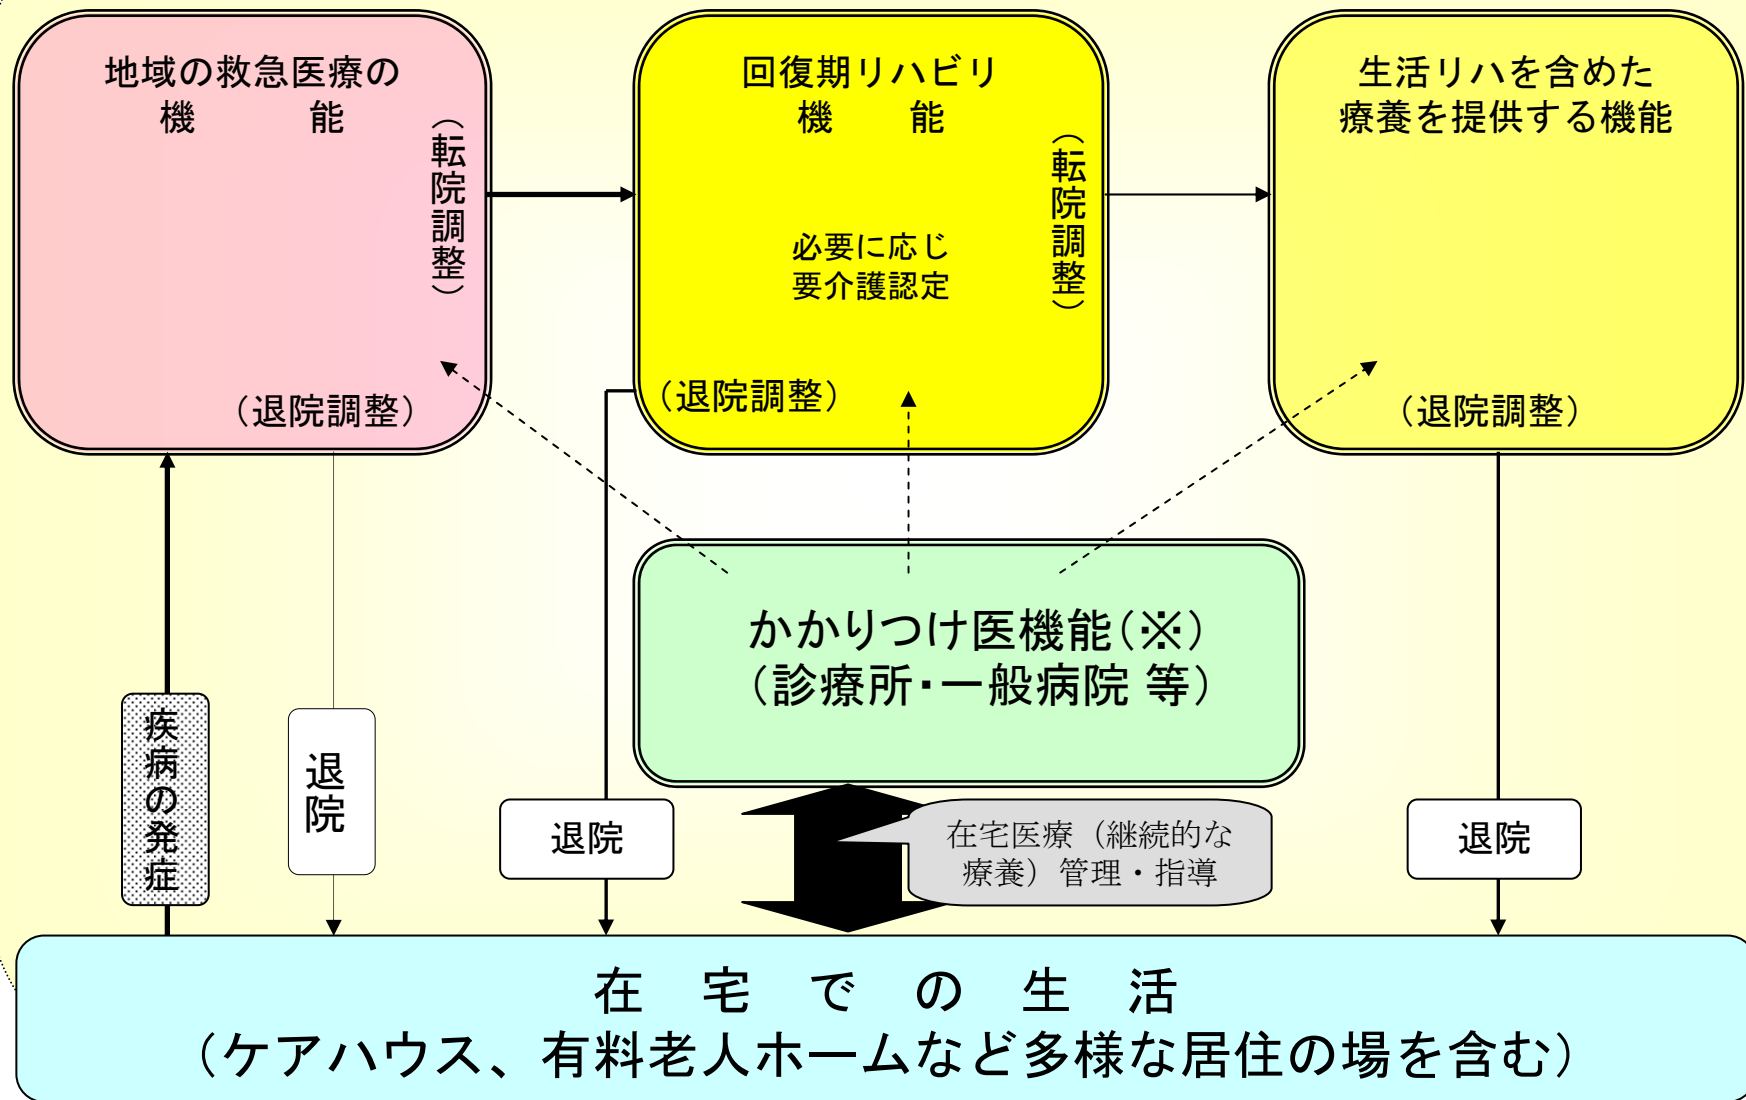 地域の救急医療の
機　　　能
（転院調整）
（退院調整）
回復期リハビリ
機　　能
（転院調整）
必要に応じ
要介護認定
（退院調整）
生活リハを含めた
療養を提供する機能
（退院調整）
かかりつけ医機能（※）
（診療所・一般病院 等）
疾病の発症
退院
退院
在宅医療（継続的な
療養）管理・指導
退院
在　宅　で　の　生　活
（ケアハウス、有料老人ホームなど多様な居住の場を含む）